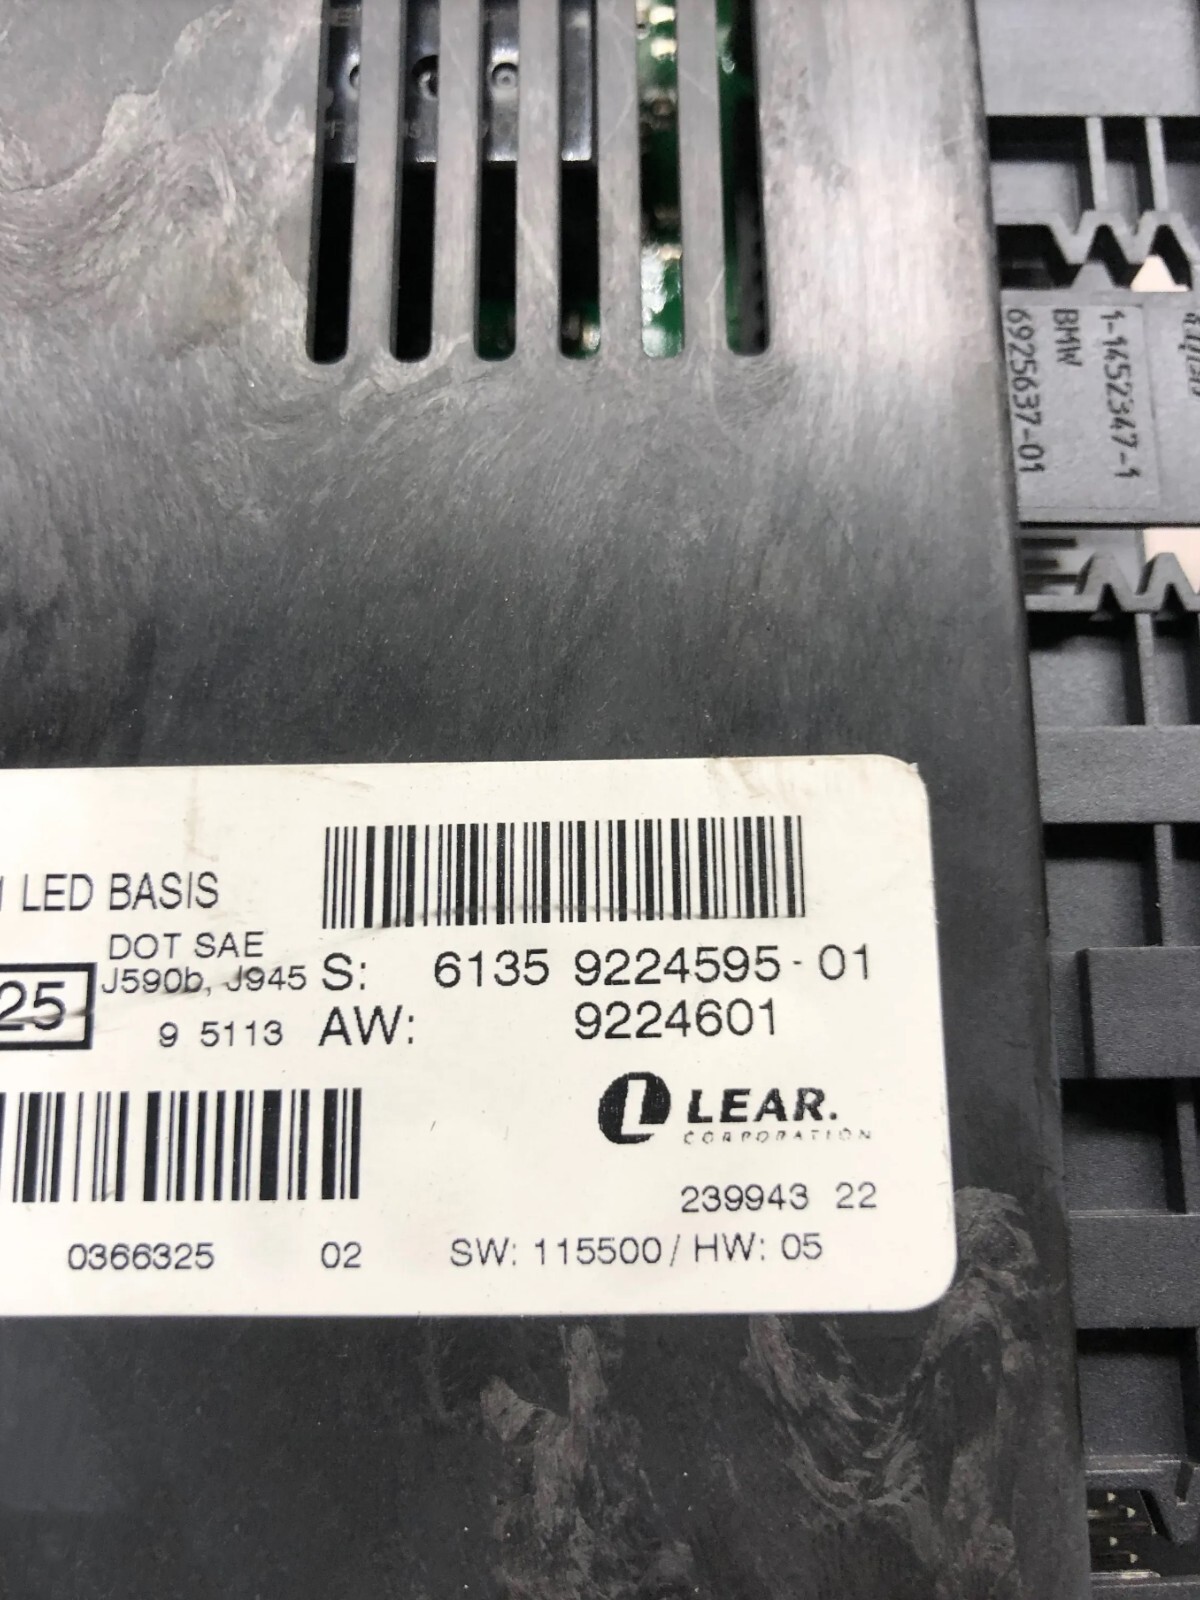 1-1452347-1
BMW
6925637-01
LED BASIS
DOT SAE
J590b, J945
25
9 5113
S: 6135 9224595-01
AW: 9224601
L LEAR.
CORPORATION
239943 22
0366325 02
SW: 115500 / HW: 05